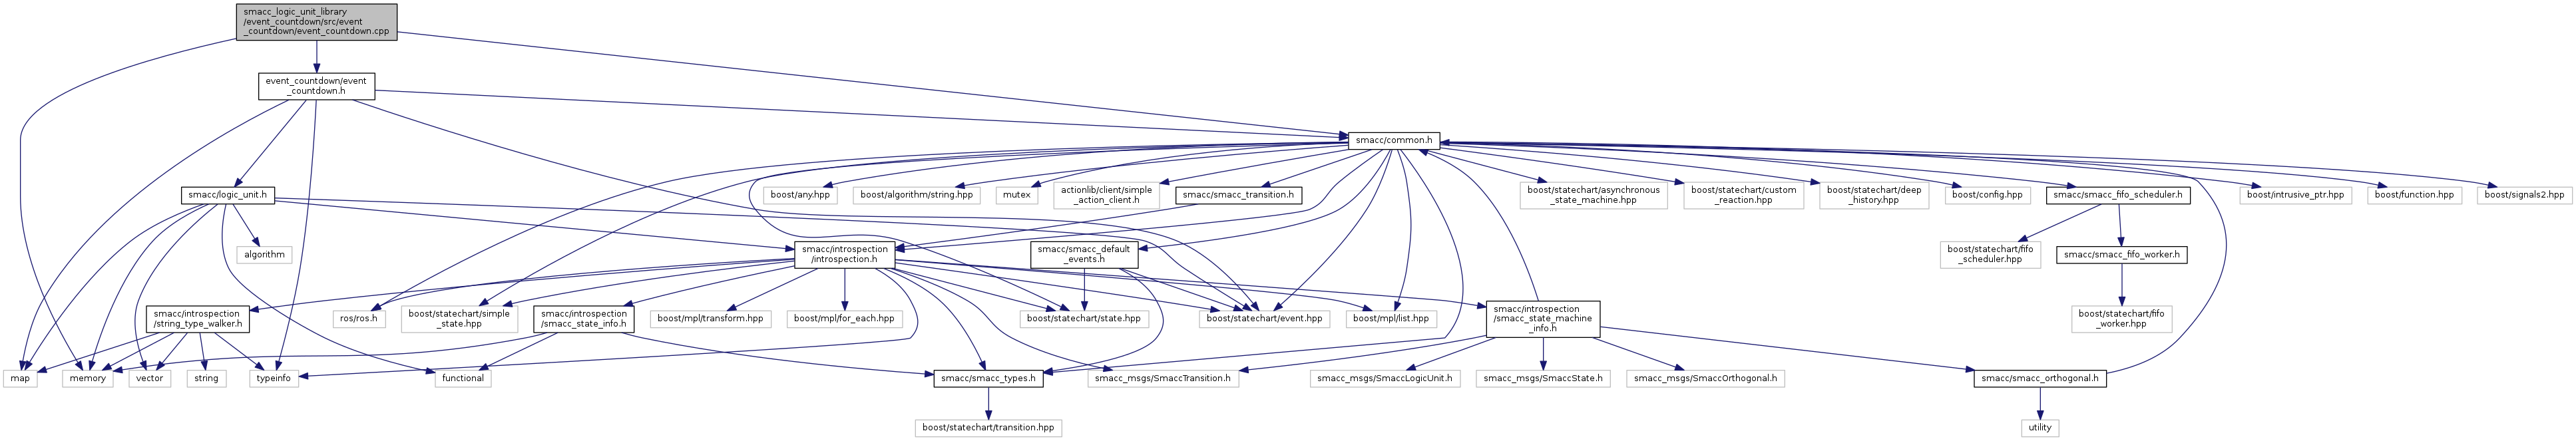 smacc_logic_unit_library
/event_countdown/src/event
_countdown/event_countdown.cpp
event_countdown/event
_countdown.h
smacc/common.h
smacc/logic_unit.h
boost/any.hpp
boost/algorithm/string.hpp
mutex
actionlib/client/simple
_action_client.h
smacc/smacc_transition.h
boost/statechart/asynchronous
_state_machine.hpp
boost/statechart/custom
_reaction.hpp
boost/statechart/deep
_history.hpp
boost/config.hpp
smacc/smacc_fifo_scheduler.h
boost/intrusive_ptr.hpp
boost/function.hpp
boost/signals2.hpp
algorithm
smacc/introspection
/introspection.h
smacc/smacc_default
_events.h
boost/statechart/fifo
_scheduler.hpp
smacc/smacc_fifo_worker.h
smacc/introspection
/string_type_walker.h
ros/ros.h
boost/statechart/simple
_state.hpp
smacc/introspection
/smacc_state_info.h
boost/mpl/transform.hpp
boost/mpl/for_each.hpp
boost/statechart/state.hpp
boost/statechart/event.hpp
boost/mpl/list.hpp
smacc/introspection
/smacc_state_machine
_info.h
boost/statechart/fifo
_worker.hpp
map
memory
vector
string
typeinfo
functional
smacc/smacc_types.h
smacc_msgs/SmaccTransition.h
smacc_msgs/SmaccLogicUnit.h
smacc_msgs/SmaccState.h
smacc_msgs/SmaccOrthogonal.h
smacc/smacc_orthogonal.h
boost/statechart/transition.hpp
utility